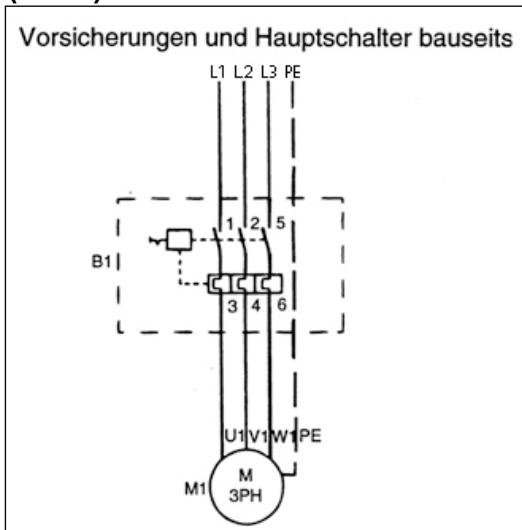 Vorsicherungen und Hauptschalter bauseits
L1 L2 L3 PE
1 2 5
B1
3 4 6
U1 V1 W1 PE
M1
M
3PH